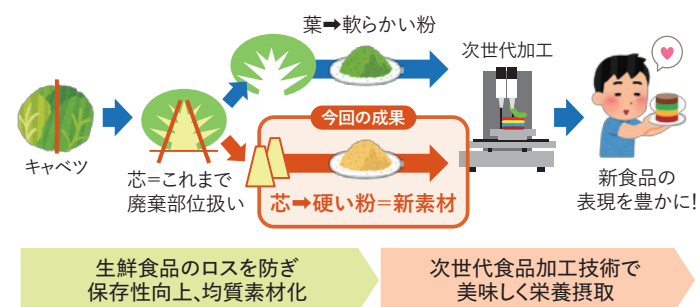 葉➡軟らかい粉
次世代加工
キャベツ
芯=これまで
廃棄部位扱い
今回の成果
芯➡硬い粉=新素材
新食品の
表現を豊かに!
生鮮食品のロスを防ぎ
保存性向上、均質素材化
次世代食品加工技術で
美味しく栄養摂取